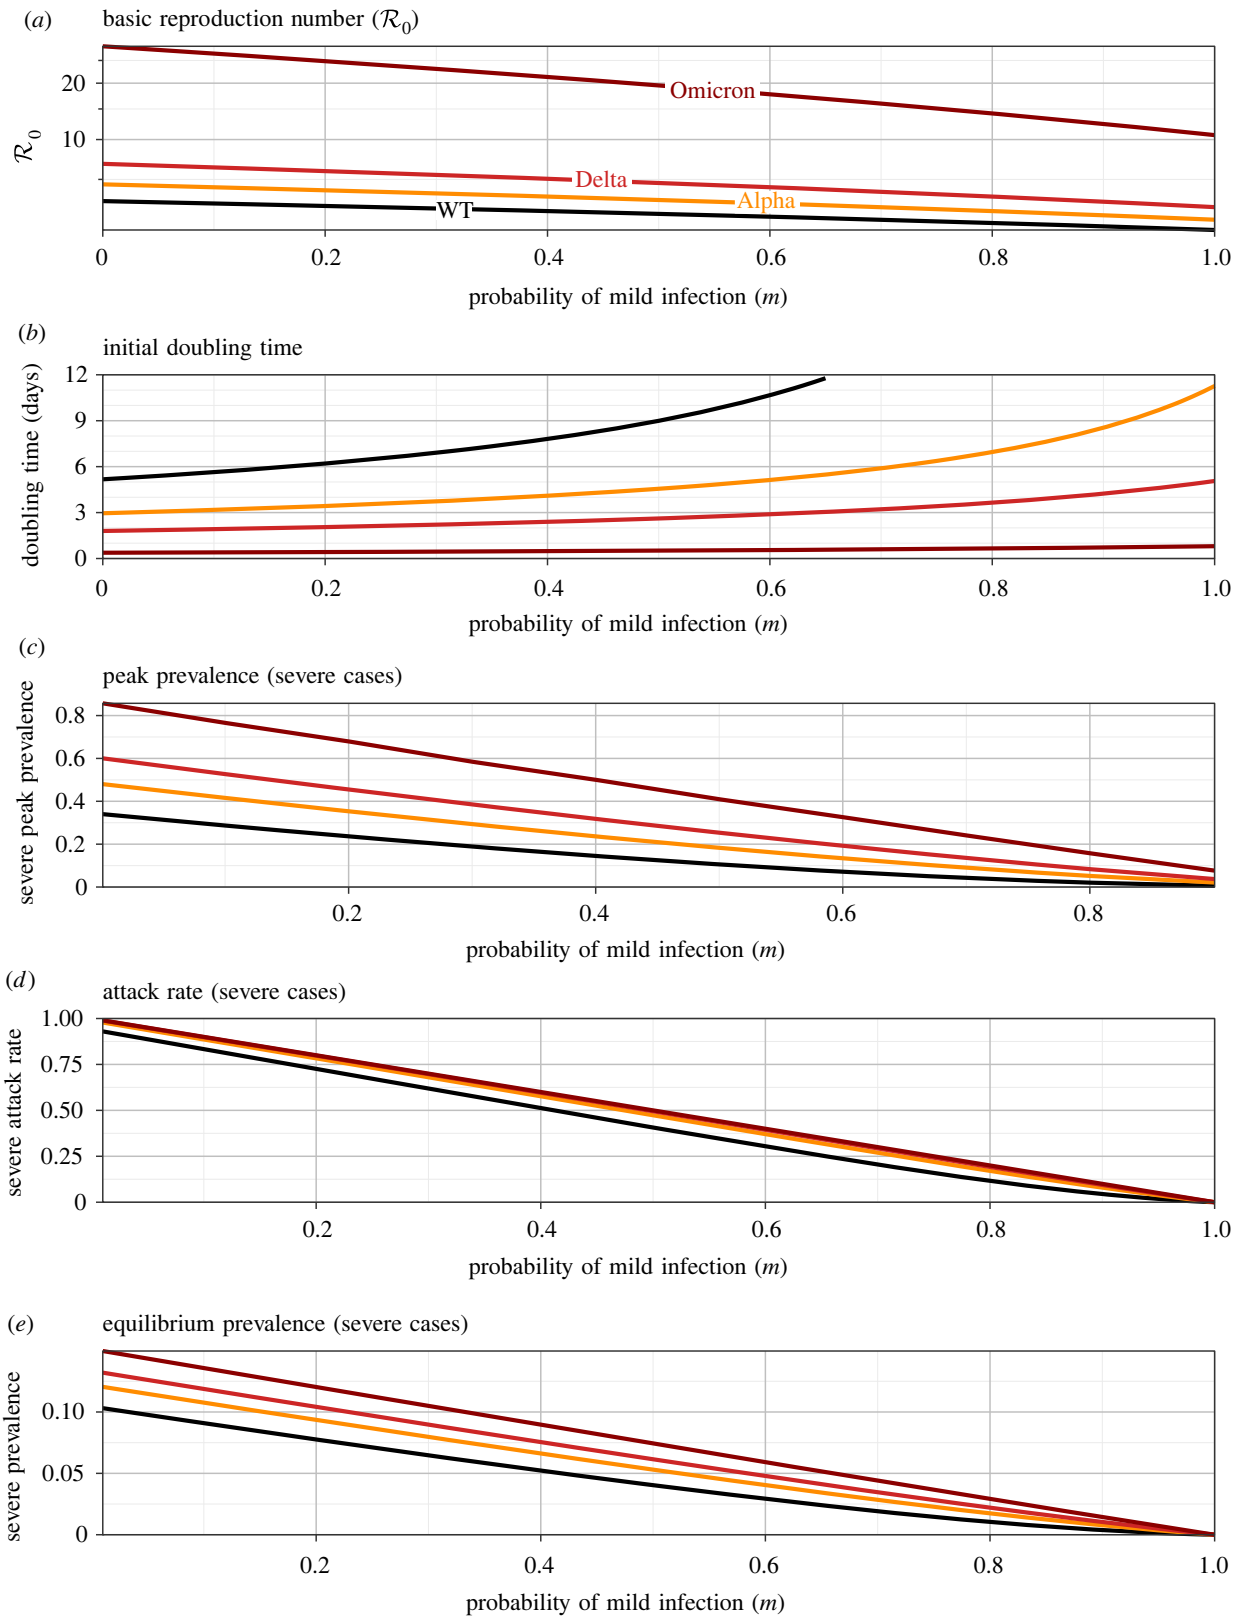 (a) basic reproduction number (ℛ0)
20
10
ℛ0
Omicron
Delta
Alpha
WT
0 0.2 0.4 0.6 0.8 1.0
probability of mild infection (m)
(b)
initial doubling time
12
9
6
3
0
doubling time (days)
0 0.2 0.4 0.6 0.8 1.0
probability of mild infection (m)
(c)
peak prevalence (severe cases)
0.8
0.6
0.4
0.2
0
severe peak prevalence
0.2 0.4 0.6 0.8
probability of mild infection (m)
(d)
attack rate (severe cases)
1.00
0.75
0.50
0.25
0
severe attack rate
0.2 0.4 0.6 0.8 1.0
probability of mild infection (m)
(e) equilibrium prevalence (severe cases)
0.10
0.05
0
severe prevalence
0.2 0.4 0.6 0.8 1.0
probability of mild infection (m)